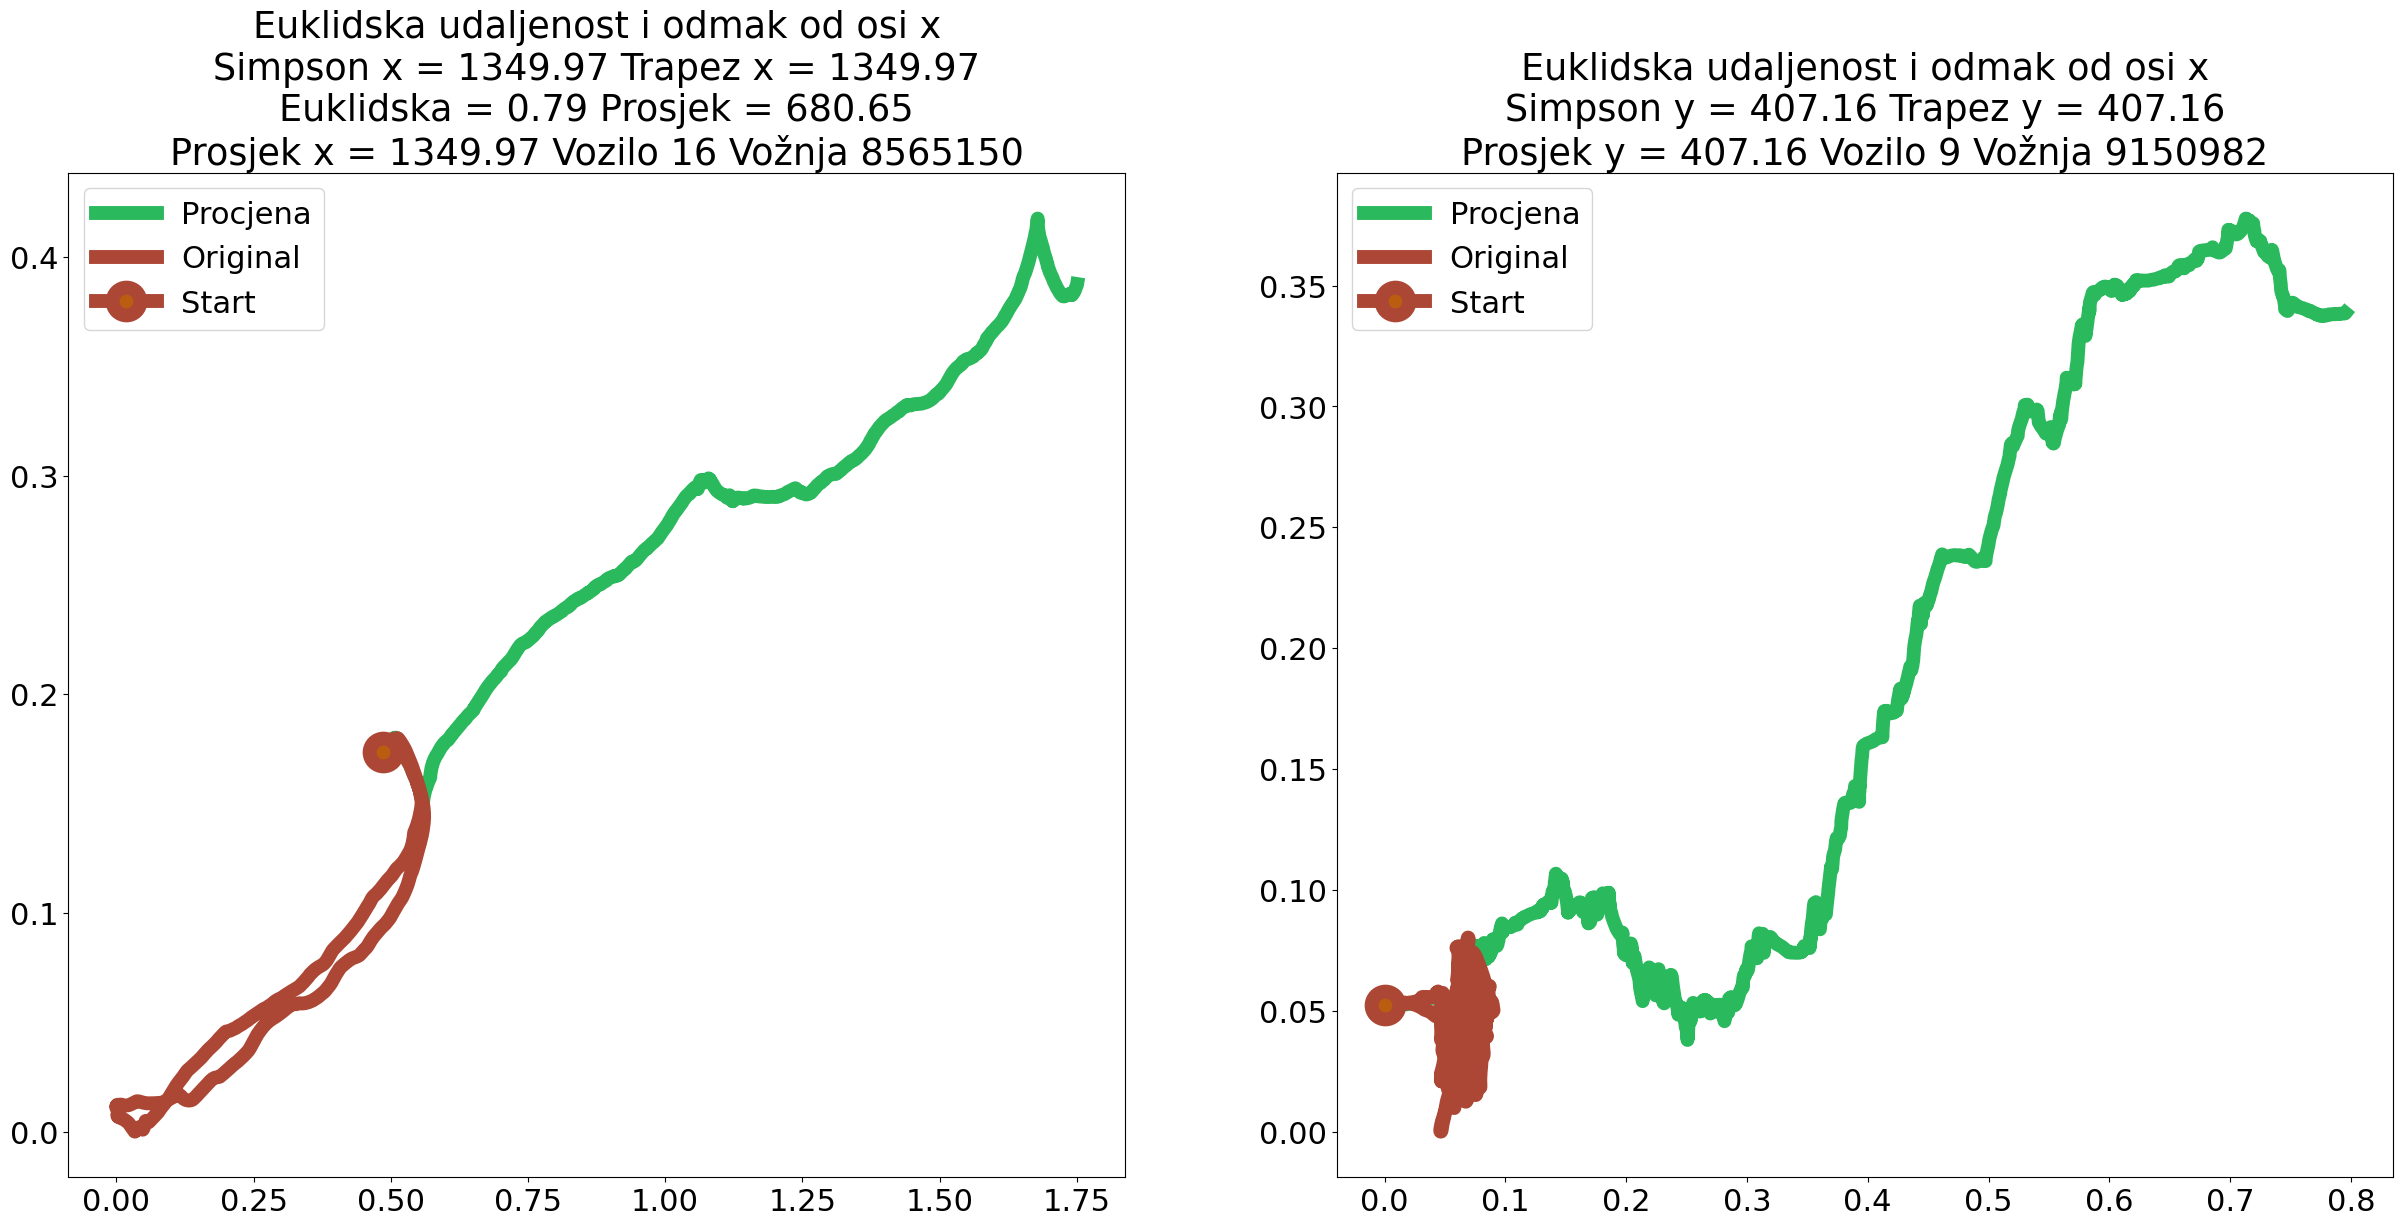 Euklidska udaljenost i odmak od osi x
Simpson x = 1349.97 Trapez x = 1349.97
Euklidska = 0.79 Prosjek = 680.65
Prosjek x = 1349.97 Vozilo 16 Vožnja 8565150
Procjena
Original
Start
0.4
0.3
0.2
0.1
0.0
0.00 0.25 0.50 0.75 1.00 1.25 1.50 1.75
Euklidska udaljenost i odmak od osi x
Simpson y = 407.16 Trapez y = 407.16
Prosjek y = 407.16 Vozilo 9 Vožnja 9150982
Procjena
Original
Start
0.35
0.30
0.25
0.20
0.15
0.10
0.05
0.00
0.0 0.1 0.2 0.3 0.4 0.5 0.6 0.7 0.8